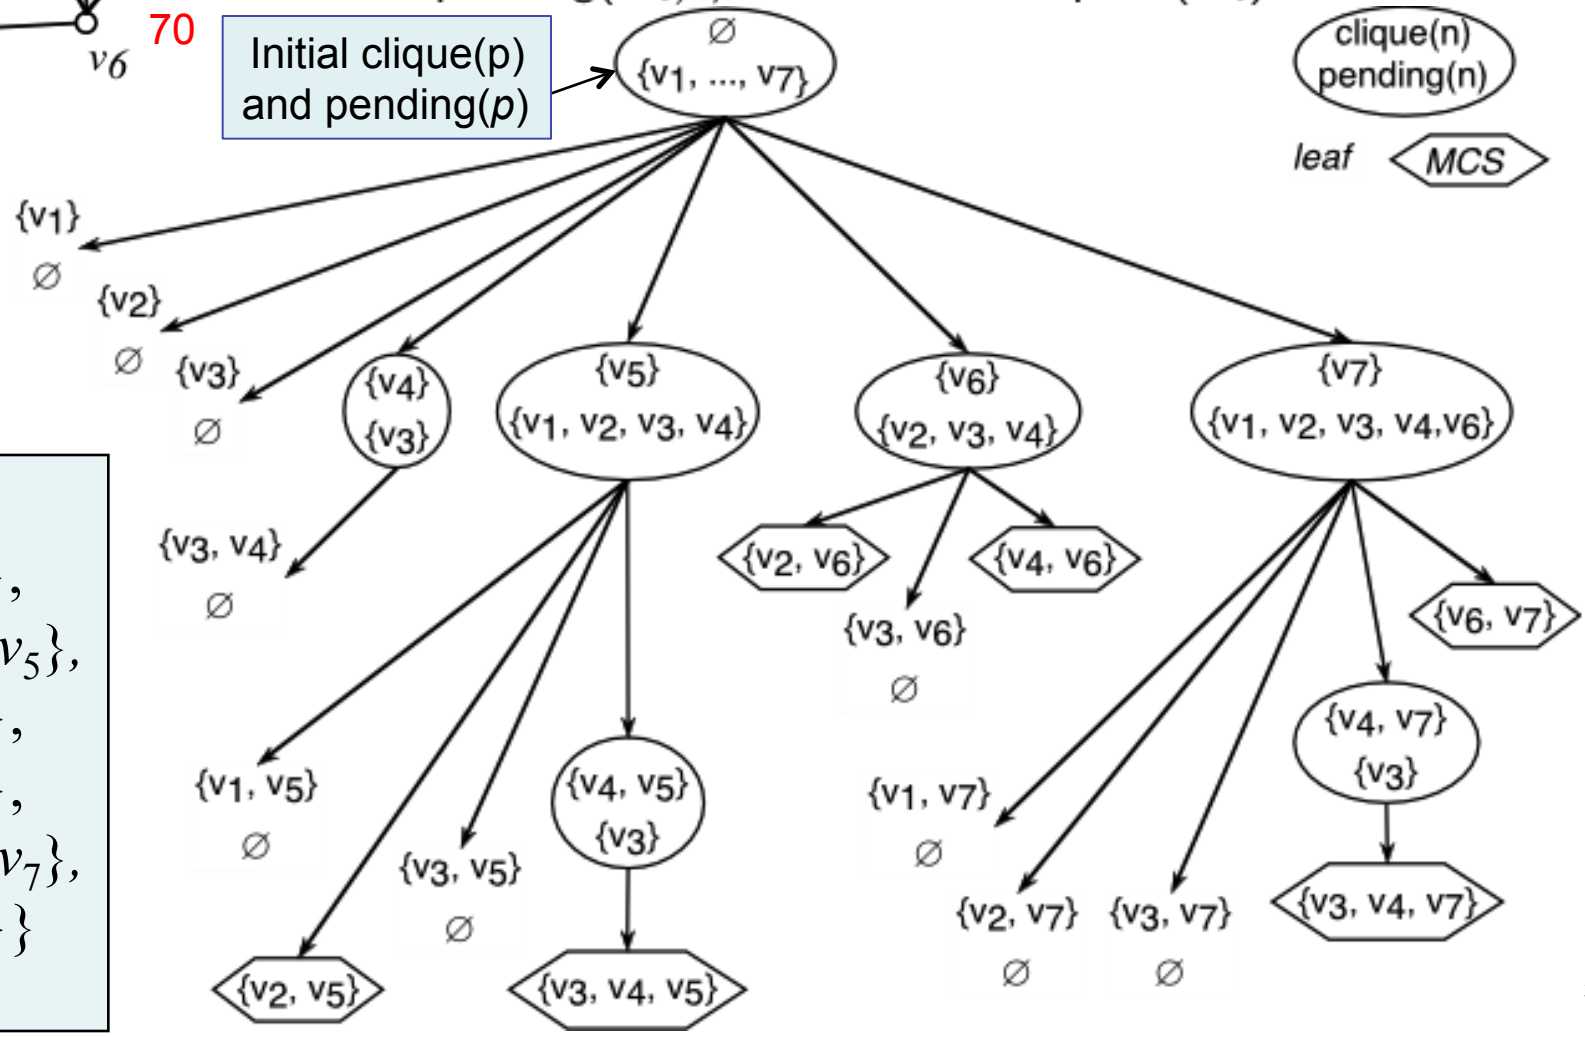 v6
70
Initial clique(p)
and pending(p)
∅
{v1, ..., v7}
clique(n)
pending(n)
leaf
MCS
{v1}
∅
{v2}
∅
{v3}
∅
{v4}
{v3}
{v5}
{v1, v2, v3, v4}
{v6}
{v2, v3, v4}
{v7}
{v1, v2, v3, v4,v6}
{v3, v4}
∅
{v2, v6}
{v4, v6}
{v3, v6}
∅
{v6, v7}
{v4, v7}
{v3}
{v1, v5}
∅
{v4, v5}
{v3}
{v3, v5}
∅
{v1, v7}
∅
{v2, v7}
∅
{v3, v7}
∅
{v3, v4, v7}
{v2, v5}
{v3, v4, v5}
,
v5},
,
,
v7},
}